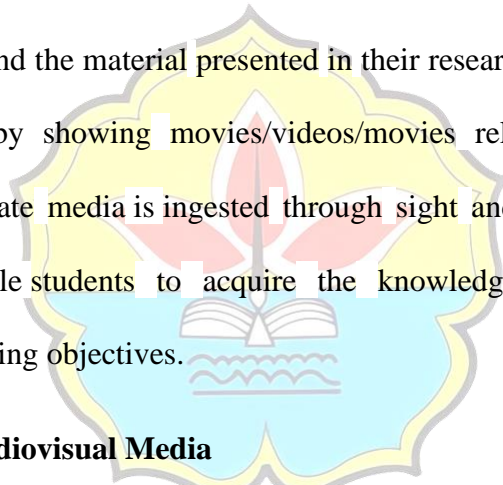 nd the material presented in their resear
by showing movies/videos/movies rel
ate media is ingested through sight an
le students to acquire the knowledg
ing objectives.
diovisual Media